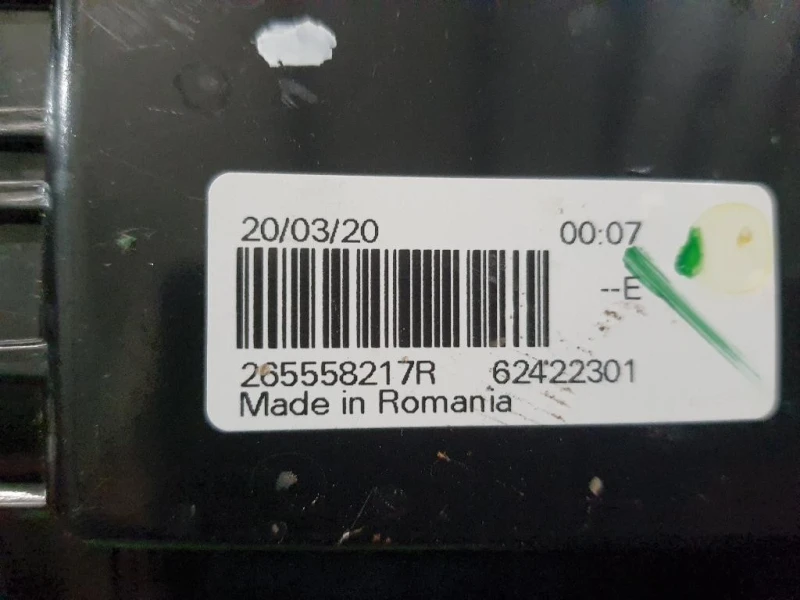 20/03/20 00:07
--E
265558217R 62422301
Made in Romania